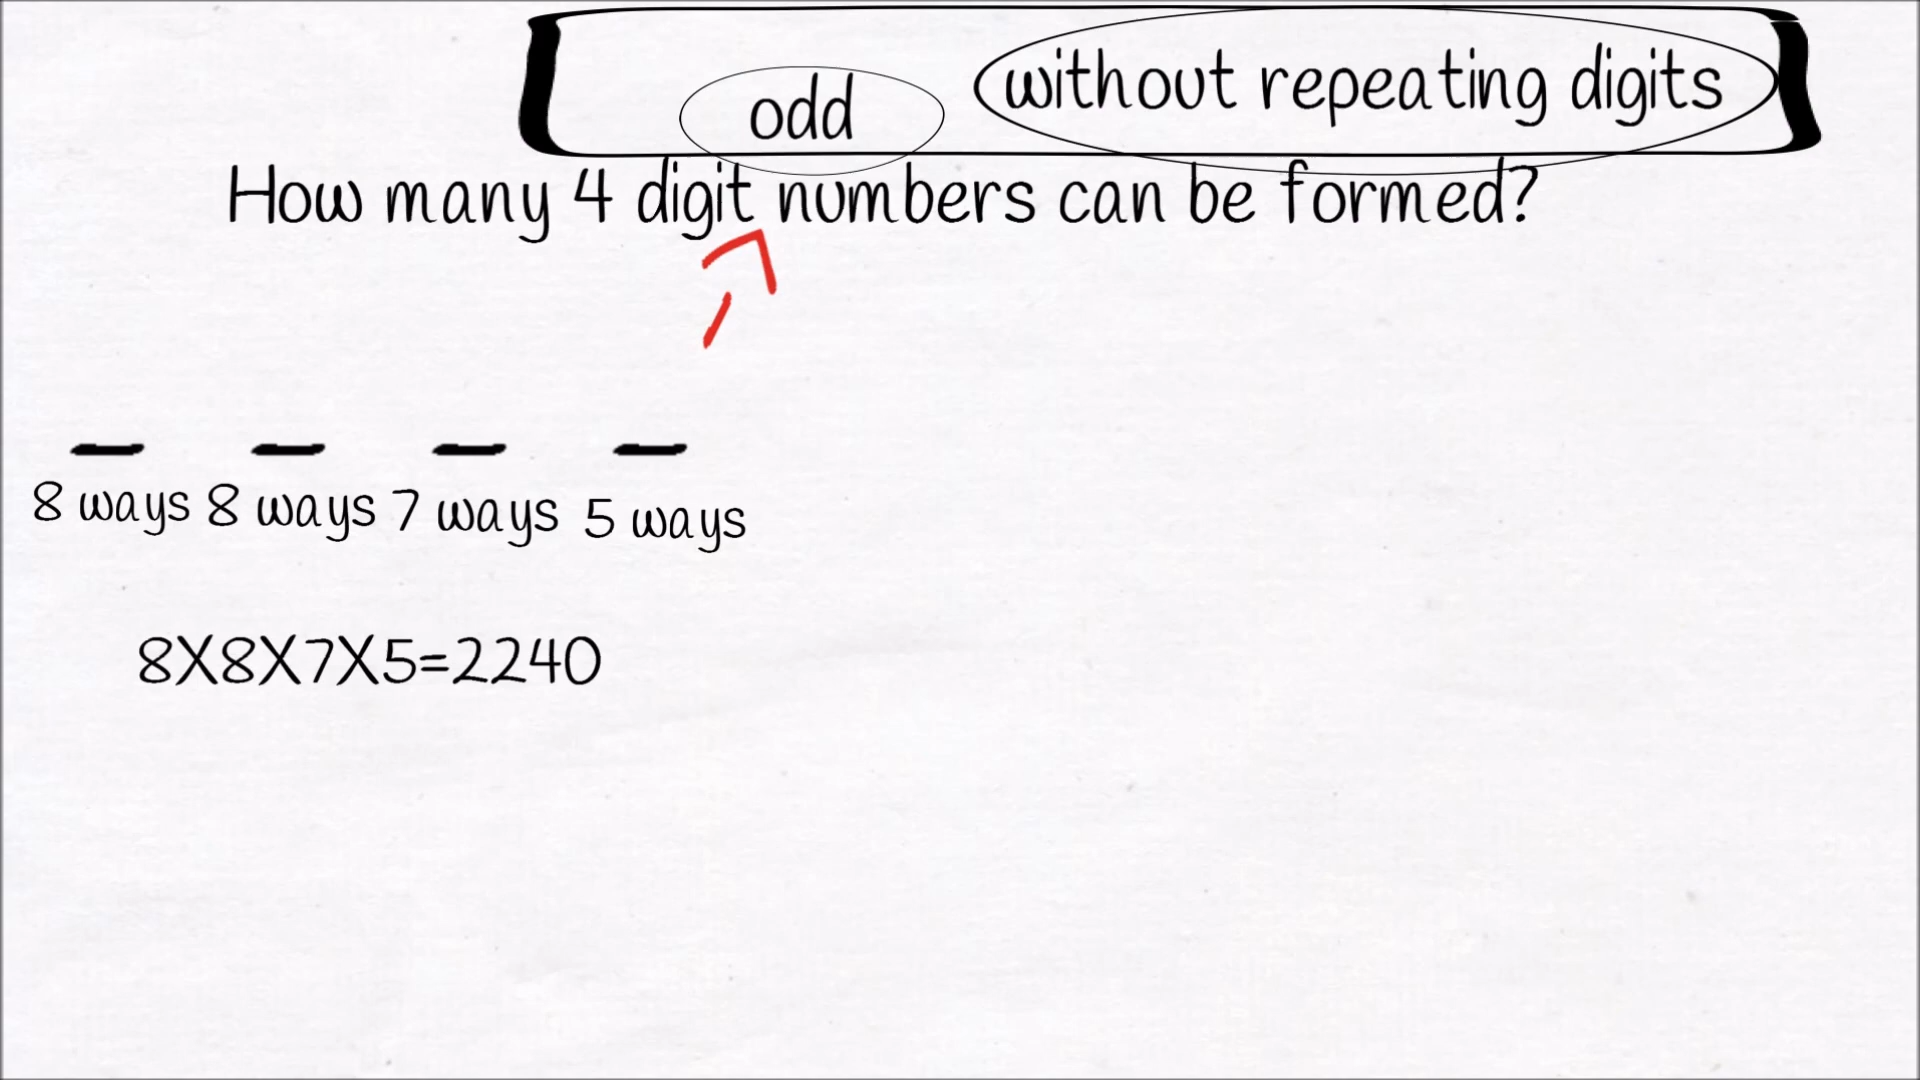 odd without repeating digits
How many 4 digit numbers can be formed?
8 ways 8 ways 7 ways 5 ways
8X8X7X5=2240